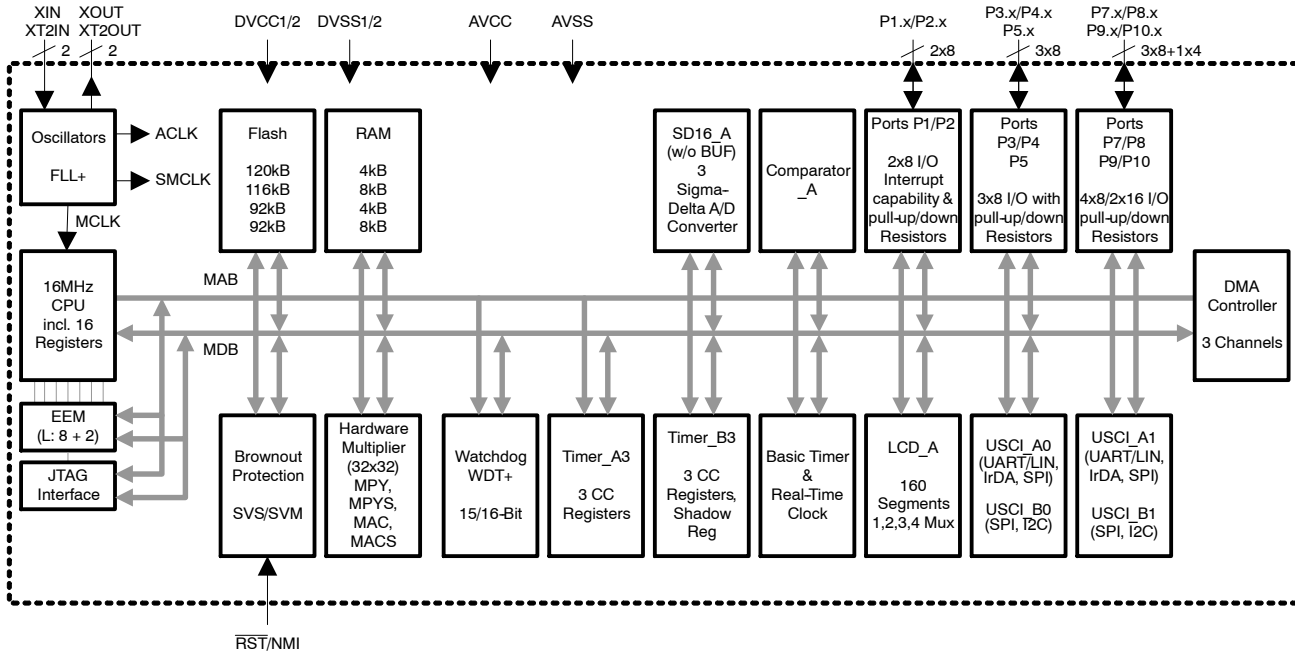 XIN
XT2IN
2
XOUT
XT2OUT
2
DVCC1/2
DVSS1/2
AVCC
AVSS
P1.x/P2.x
2x8
P3.x/P4.x
P5.x
3x8
P7.x/P8.x
P9.x/P10.x
3x8+1x4
Oscillators
FLL+
ACLK
SMCLK
MCLK
Flash
120kB
116kB
92kB
92kB
RAM
4kB
8kB
4kB
8kB
SD16_A
(w/o BUF)
3
Sigma-
Delta A/D
Converter
Comparator
_A
Ports P1/P2
2x8 I/O
Interrupt
capability &
pull-up/down
Resistors
Ports
P3/P4
P5
3x8 I/O with
pull-up/down
Resistors
Ports
P7/P8
P9/P10
4x8/2x16 I/O
pull-up/down
Resistors
16MHz
CPU
incl. 16
Registers
MAB
MDB
DMA
Controller
3 Channels
EEM
(L: 8 + 2)
JTAG
Interface
Brownout
Protection
SVS/SVM
Hardware
Multiplier
(32x32)
MPY,
MPYS,
MAC,
MACS
Watchdog
WDT+
15/16-Bit
Timer_A3
3 CC
Registers
Timer_B3
3 CC
Registers,
Shadow
Reg
Basic Timer
&
Real-Time
Clock
LCD_A
160
Segments
1,2,3,4 Mux
USCI_A0
(UART/LIN,
IrDA, SPI)
USCI_B0
(SPI, I2C)
USCI_A1
(UART/LIN,
IrDA, SPI)
USCI_B1
(SPI, I2C)
RST/NMI